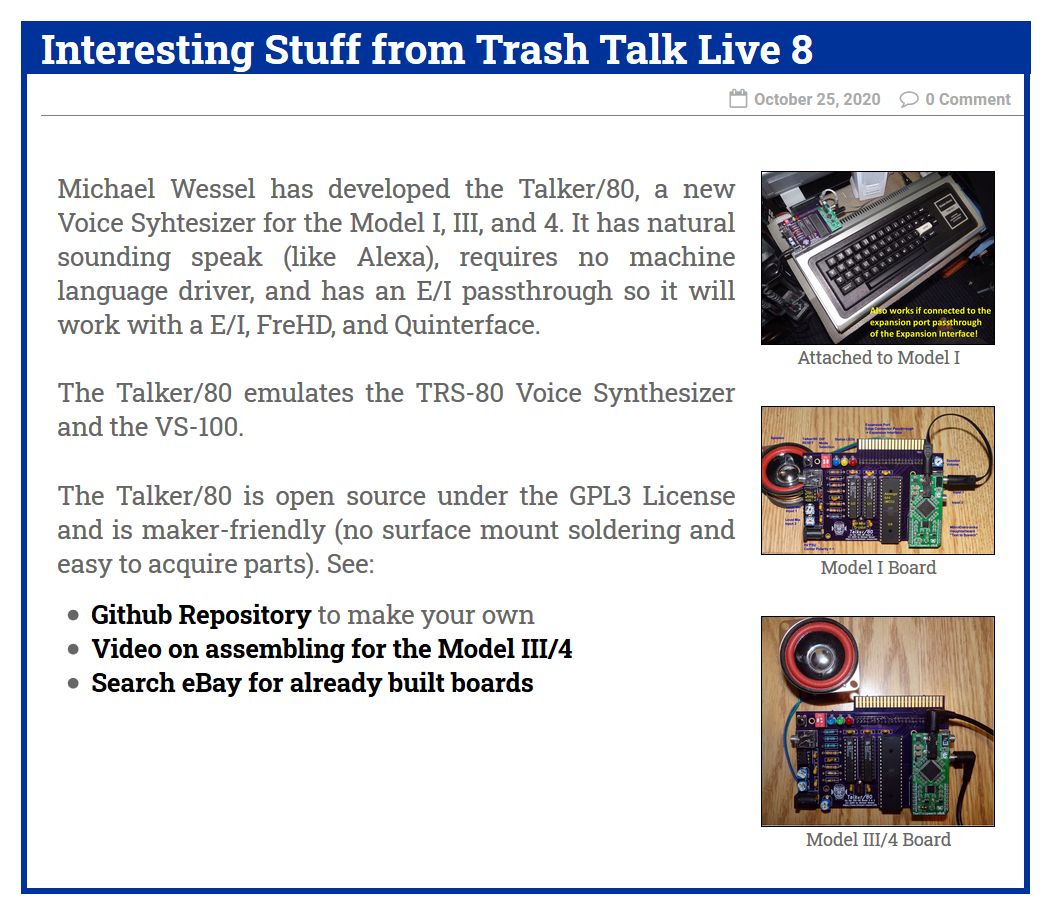 Interesting Stuff from Trash Talk Live 8
October 25, 2020 0 Comment
Michael Wessel has developed the Talker/80, a new
Voice Syhtesizer for the Model I, III, and 4. It has natural
sounding speak (like Alexa), requires no machine
language driver, and has an E/I passthrough so it will
work with a E/I, FreHD, and Quinterface.
The Talker/80 emulates the TRS-80 Voice Synthesizer
and the VS-100.
The Talker/80 is open source under the GPL3 License
and is maker-friendly (no surface mount soldering and
easy to acquire parts). See:
Github Repository to make your own
Video on assembling for the Model III/4
Search eBay for already built boards
Also works if connected to the
expansion port passthrough
of the Expansion Interface!
Attached to Model I
Model I Board
Talker/80
Model III/4 Board